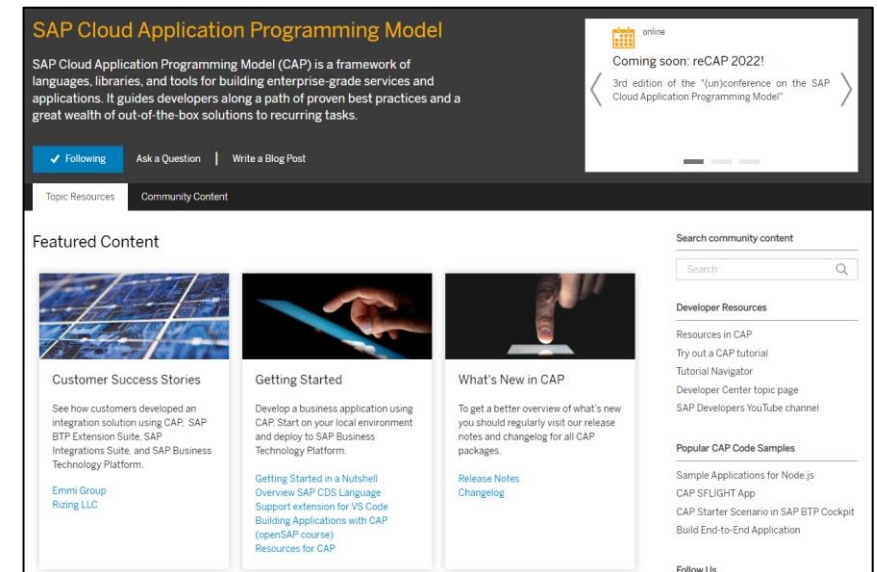 SAP Cloud Application Programming Model
SAP Cloud Application Programming Model (CAP) is a framework of
languages, libraries, and tools for building enterprise-grade services and
applications. It guides developers along a path of proven best practices and a
great wealth of out-of-the-box solutions to recurring tasks.
Following
Ask a Question | Write a Blog Post
online
Coming soon: reCAP 2022!
3rd edition of the "(un)conference on the SAP
Cloud Application Programming Model"
Topic Resources
Community Content
Featured Content
Customer Success Stories
See how customers developed an
integration solution using CAP, SAP
BTP Extension Suite, SAP
Integrations Suite, and SAP Business
Technology Platform.
Emmi Group
Rizing LLC
Getting Started
Develop a business application using
CAP. Start on your local environment
and deploy to SAP Business
Technology Platform.
Getting Started in a Nutshell
Overview SAP CDS Language
Support extension for VS Code
Building Applications with CAP
(openSAP course)
Resources for CAP
What's New in CAP
To get a better overview of what's new
you should regularly visit our release
notes and changelog for all CAP
packages.
Release Notes
Changelog
Search community content
Search
Developer Resources
Resources in CAP
Try out a CAP tutorial
Tutorial Navigator
Developer Center topic page
SAP Developers YouTube channel
Popular CAP Code Samples
Sample Applications for Node.js
CAP SFLIGHT App
CAP Starter Scenario in SAP BTP Cockpit
Build End-to-End Application
Follow Us